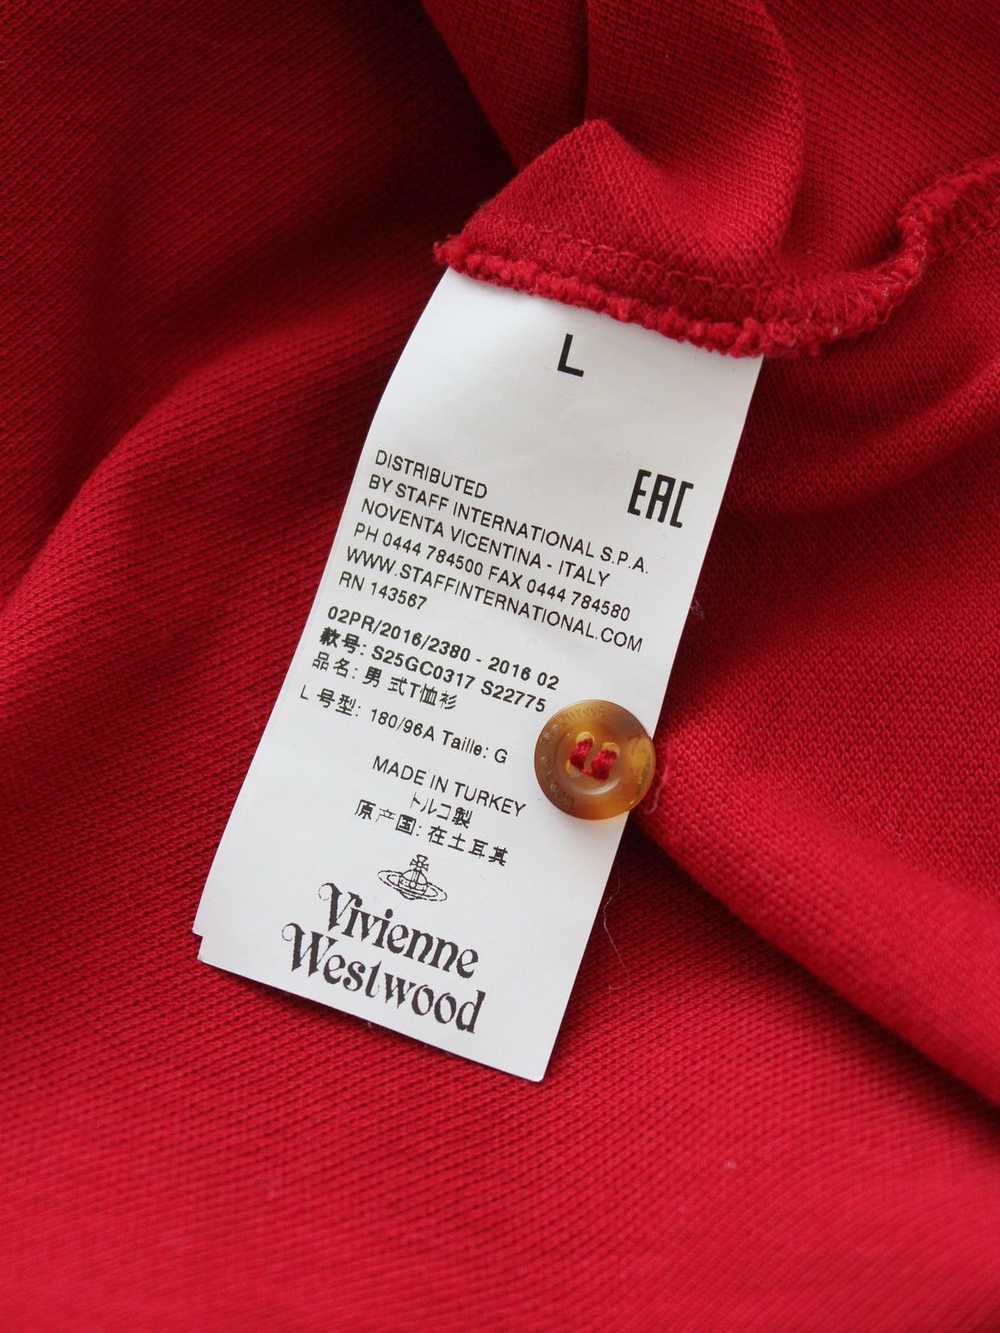 L
EAC
DISTRIBUTED
BY STAFF INTERNATIONAL S.P.A.
NOVENTA VICENTINA - ITALY
PH 0444 784500 FAX 0444 784580
WWW.STAFFINTERNATIONAL.COM
RN 143567
02PR/2016/2380 - 2016 02
款号: S25GC0317 S22775
品名: 男 式T恤衫
L 号型: 180/96A Taille: G
MADE IN TURKEY
トルコ製
原产国: 在土耳其
Vivienne
Westwood